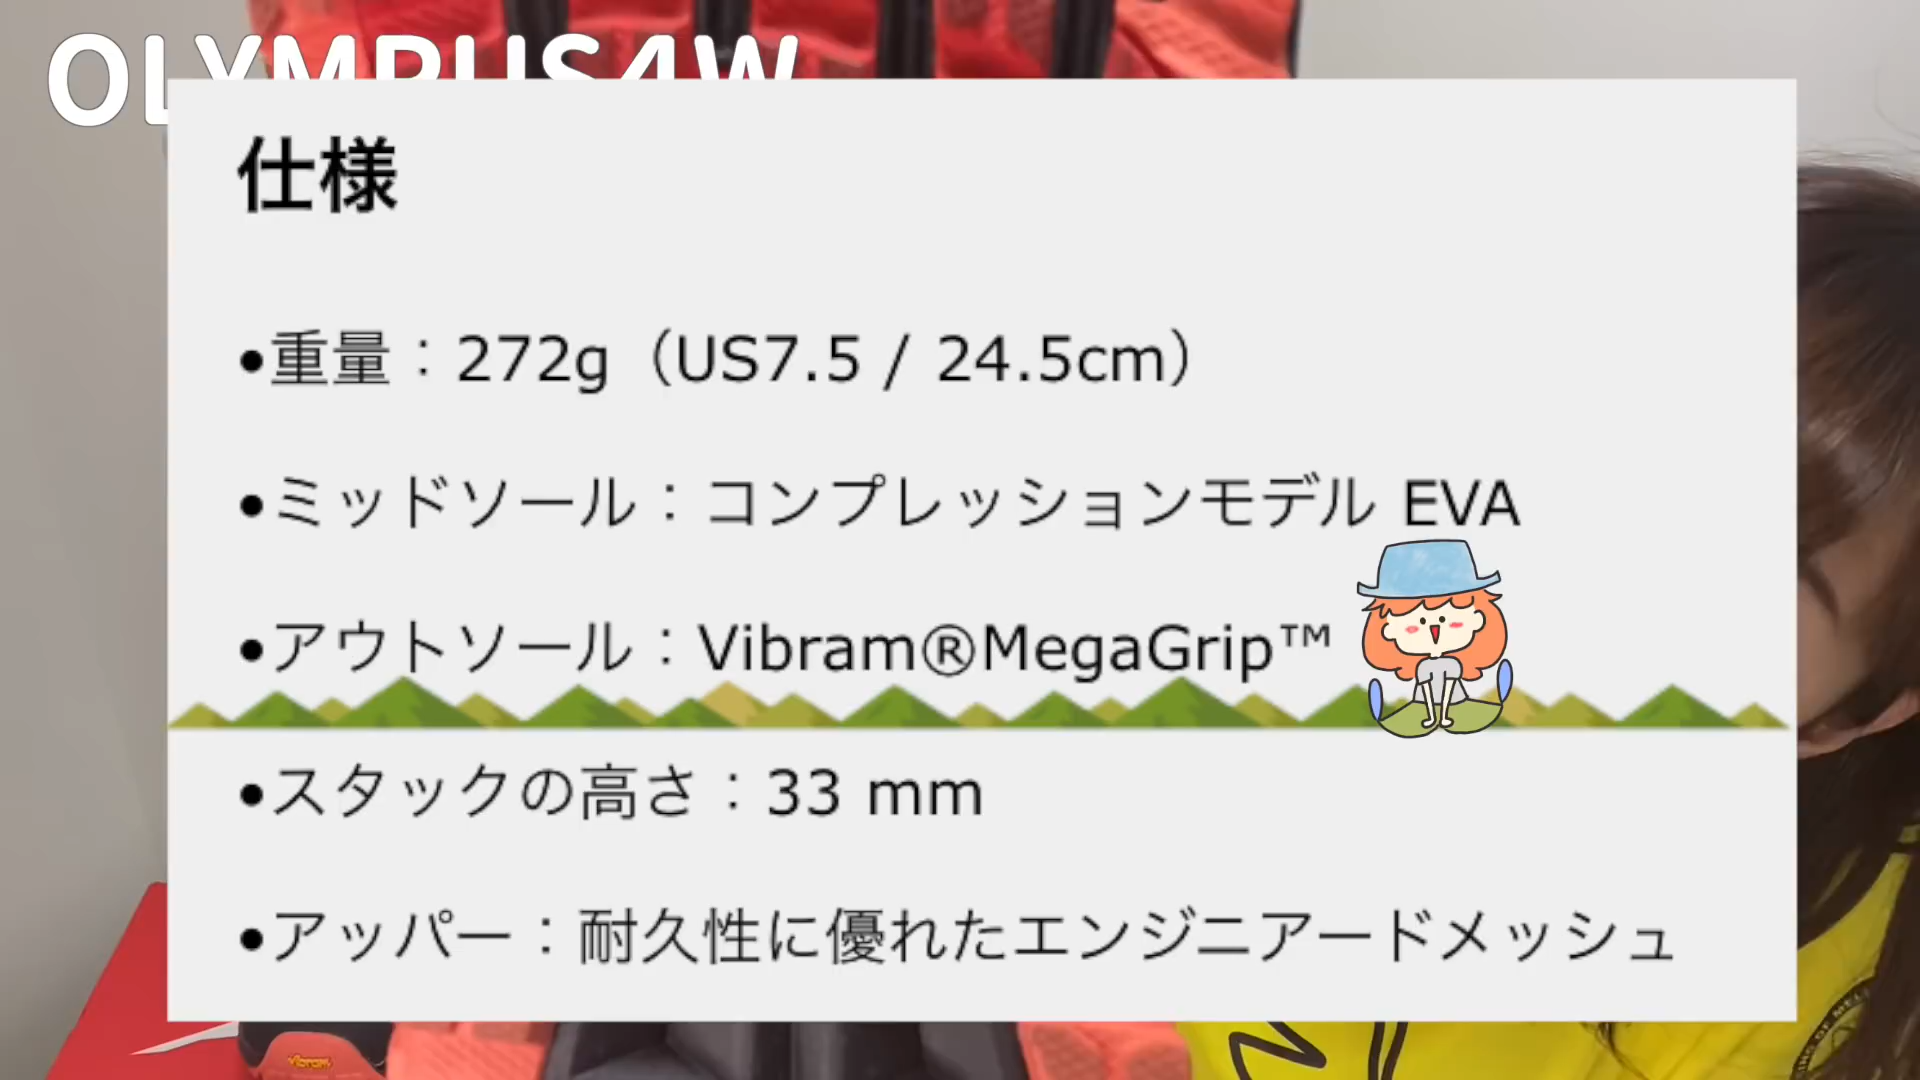 OLYMPUS4W
仕様
•重量：272g（US7.5 / 24.5cm）
•ミッドソール：コンプレッションモデル EVA
•アウトソール：Vibram®MegaGrip™
•スタックの高さ：33 mm
•アッパー：耐久性に優れたエンジニアードメッシュ
vibram